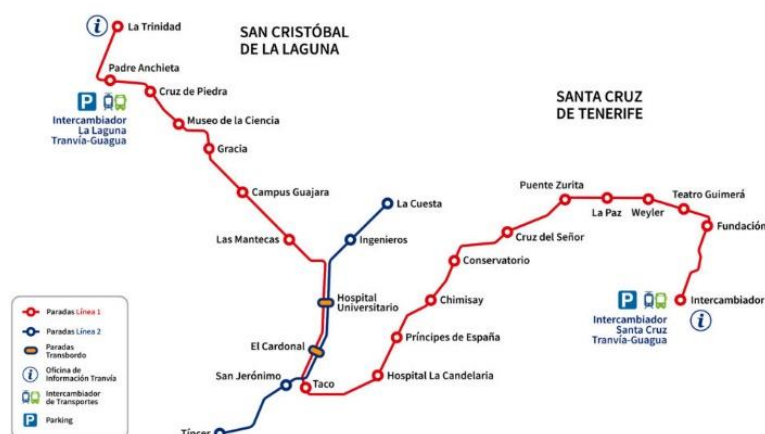 La Trinidad
SAN CRISTÓBAL
DE LA LAGUNA
Padre Anchieta
Cruz de Piedra
P
Intercambiador
La Laguna
Tranvía-Guagua
Museo de la Ciencia
Gracia
Campus Guajara
Las Mantecas
La Cuesta
Ingenieros
Hospital
Universitario
El Cardonal
San Jerónimo
Tíncer
Taco
Hospital La Candelaria
Príncipes de España
Chimisay
Conservatorio
Cruz del Señor
SANTA CRUZ
DE TENERIFE
Puente Zurita
La Paz
Weyler
Teatro Guimerá
Fundación
Intercambiador
P
Intercambiador
Santa Cruz
Tranvía-Guagua
Paradas Línea 1
Paradas Línea 2
Paradas
Transbordo
Oficina de
Información Tranvía
Intercambiador
de Transportes
P
Parking